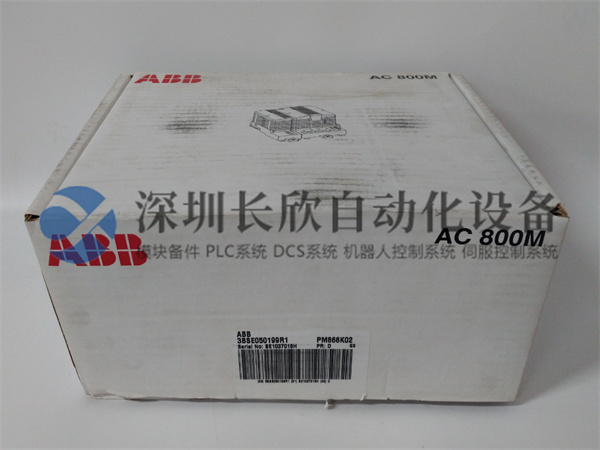 ABB
AC 800M
深圳长欣自动化设备
ABB
AC 800M
模块备件 PLC系统 DCS系统 机器人控制系统 伺服控制系统
ABB
3BSE050199R1 PM866K02
PR: D